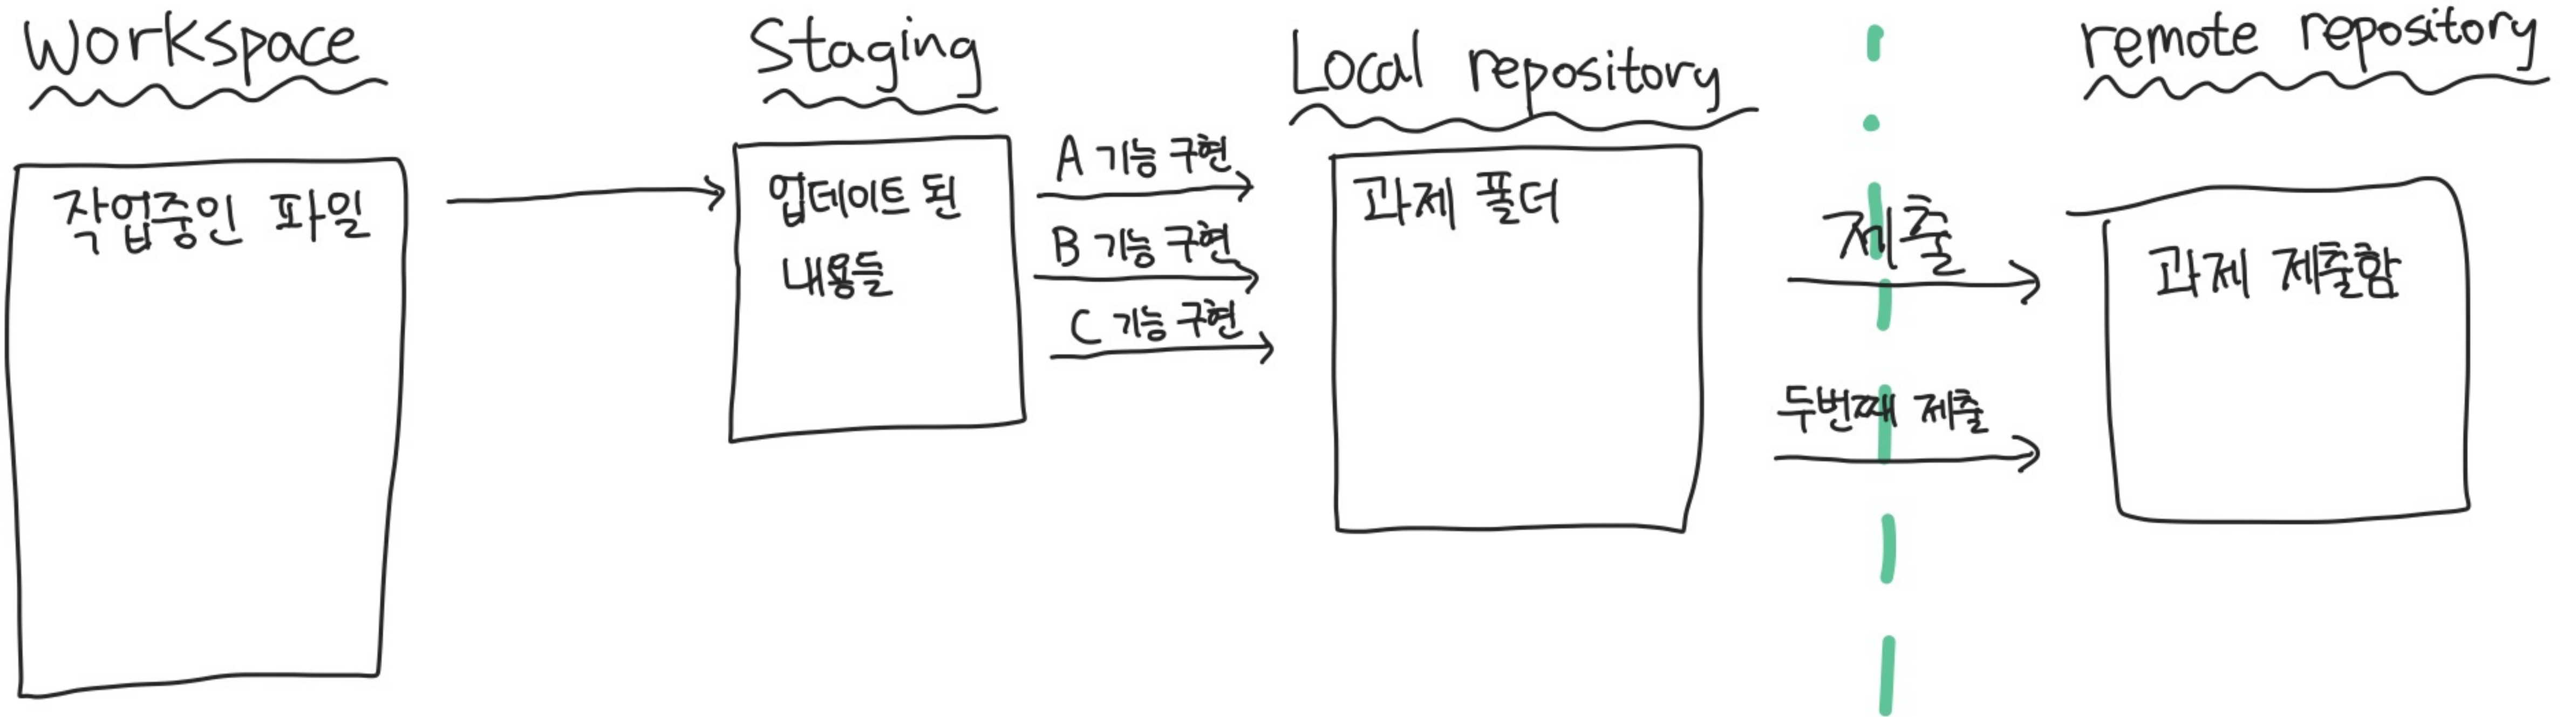 Workspace
Staging
Local repository
remote repository
작업중인 파일
업데이트 된
내용들
A 기능 구현
B 기능 구현
C 기능 구현
과제 폴더
제출
두번째 제출
과제 제출함